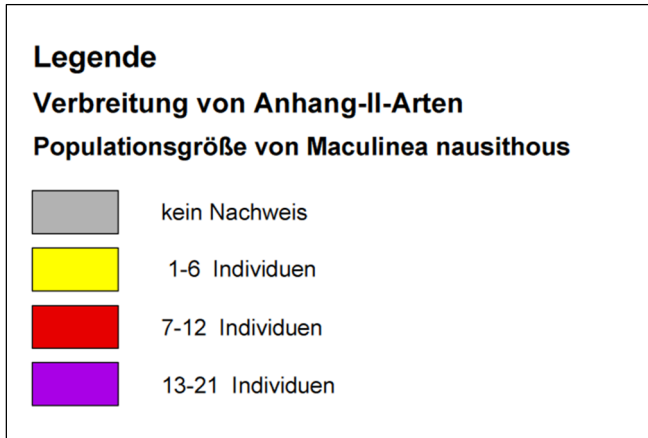 Legende
Verbreitung von Anhang-II-Arten
Populationsgröße von Maculinea nausithous
kein Nachweis
1-6 Individuen
7-12 Individuen
13-21 Individuen